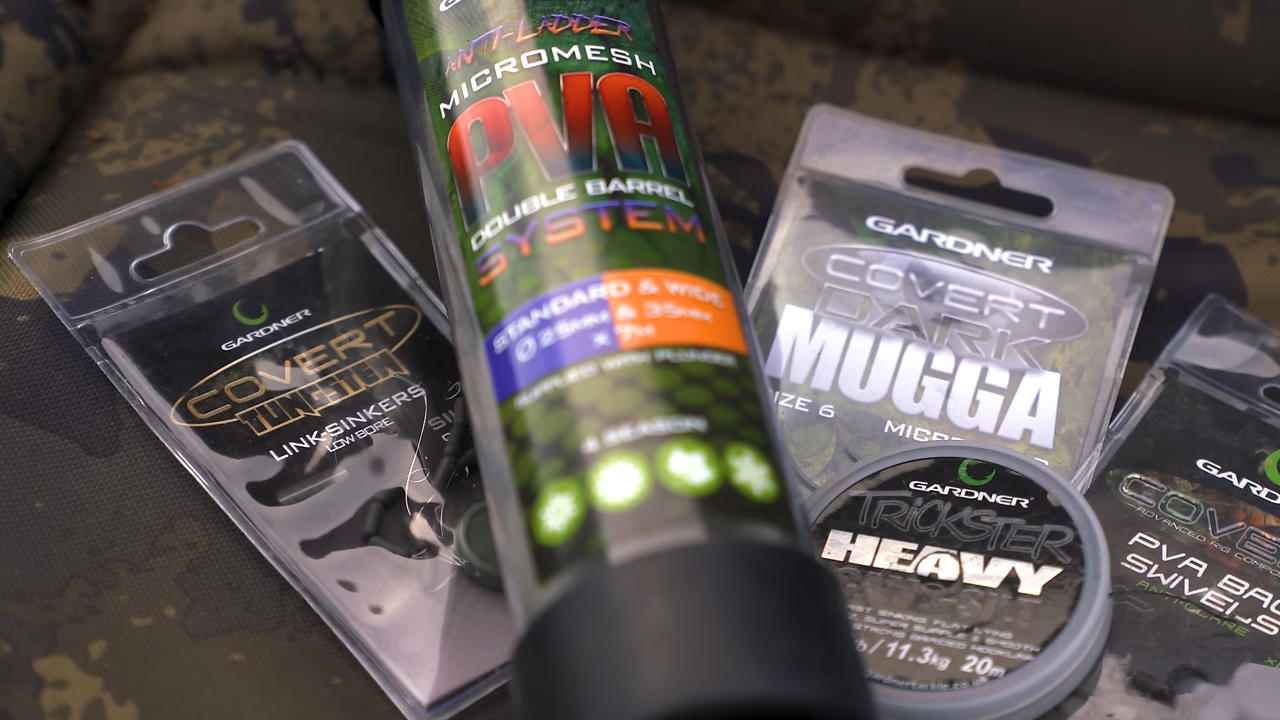 ANTI-LADDER
MICROMESH
PVA
DOUBLE BARREL
SYSTEM
STANDARD & WIDE
Ø 25mm & 35mm
x 7m
SUPPLIED WITH PLUNGER
4 SEASON
GARDNER
COVERT
TUNGSTEN
LINK-SINKERS
LOW BORE
GARDNER
COVERT
DARK
MUGGA
SIZE 6
GARDNER
TRICKSTER
HEAVY
/ 11.3kg 20m
GARDNER
ADVANCED RIG
PVA BAG
SWIVELS
ANTI-GLARE